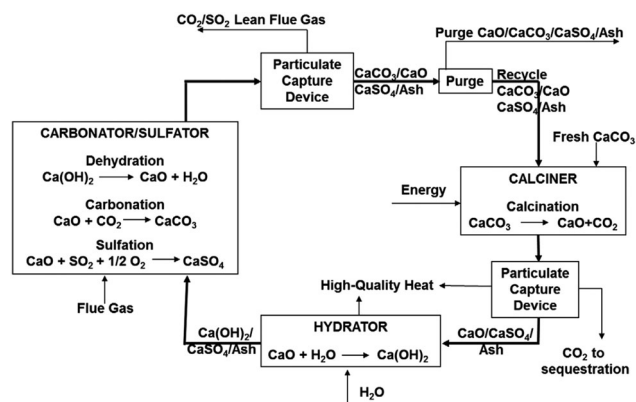 CO₂/SO₂ Lean Flue Gas
Purge CaO/CaCO₃/CaSO₄/Ash
Particulate
Capture
Device
CaCO₃/CaO
CaSO₄/Ash
Purge
Recycle
CaCO₃/CaO
CaSO₄/Ash
CARBONATOR/SULFATOR
Dehydration
Ca(OH)₂ → CaO + H₂O
Carbonation
CaO + CO₂ → CaCO₃
Sulfation
CaO + SO₂ + 1/2 O₂ → CaSO₄
Flue Gas
Fresh CaCO₃
Energy
CALCINER
Calcination
CaCO₃ → CaO+CO₂
Particulate
Capture
Device
High-Quality Heat
Ca(OH)₂/
CaSO₄/Ash
HYDRATOR
CaO + H₂O → Ca(OH)₂
CaO/CaSO₄/
Ash
CO₂ to
sequestration
H₂O